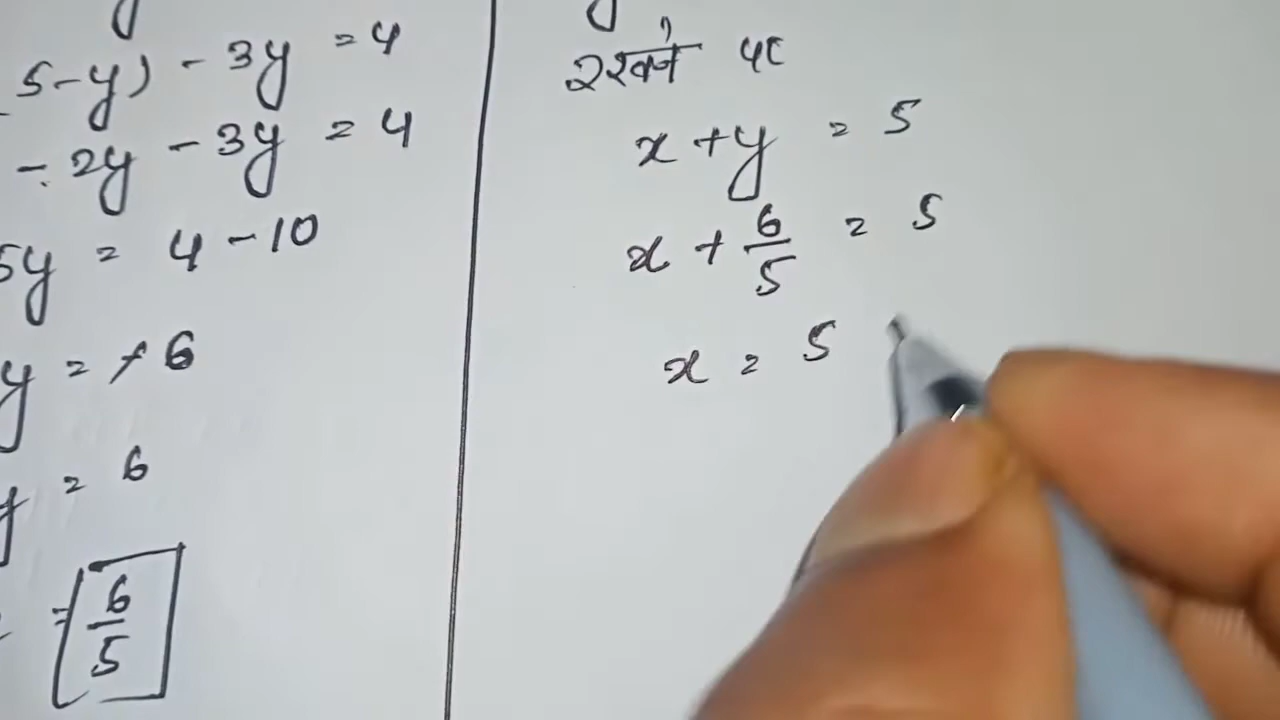 5-y) - 3y = 4
- 2y - 3y = 4
5y = 4 - 10
y = - 6
y = 6
= 6/5
रखने पर
x + y = 5
x + 6/5 = 5
x = 5